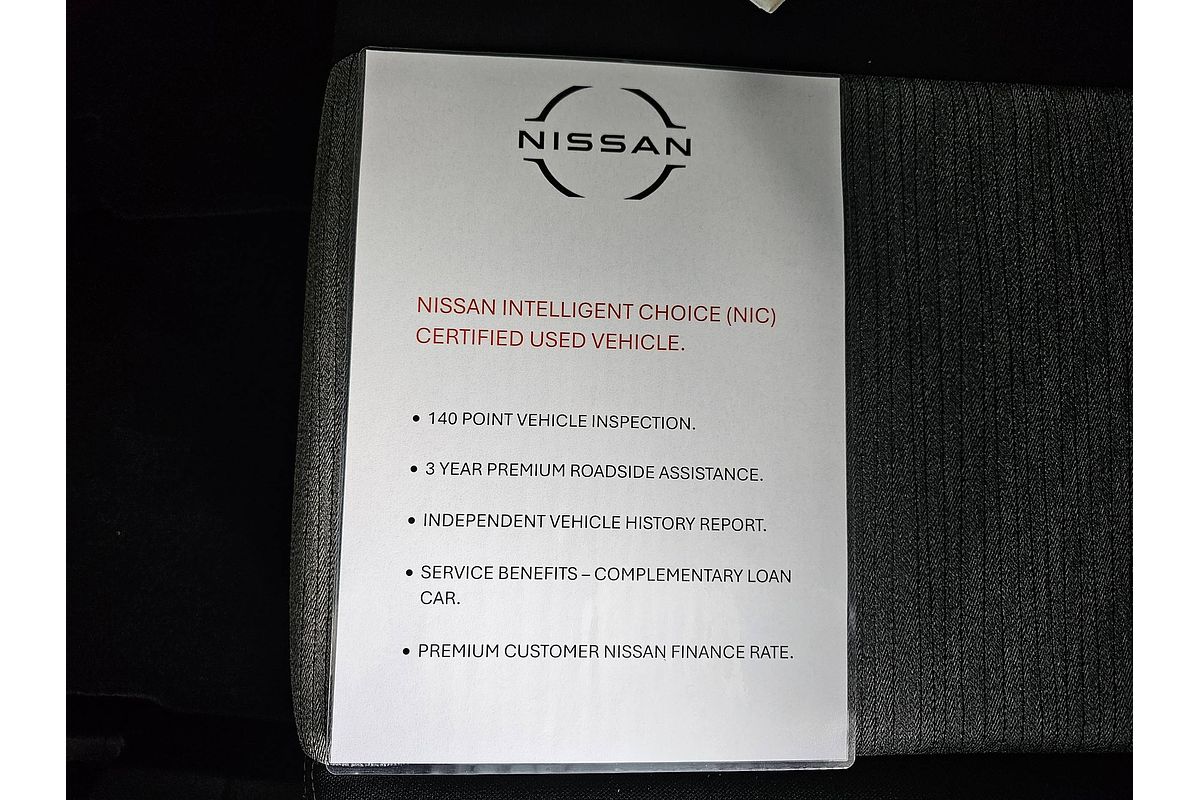 NISSAN
NISSAN INTELLIGENT CHOICE (NIC)
CERTIFIED USED VEHICLE.
• 140 POINT VEHICLE INSPECTION.
• 3 YEAR PREMIUM ROADSIDE ASSISTANCE.
• INDEPENDENT VEHICLE HISTORY REPORT.
• SERVICE BENEFITS – COMPLEMENTARY LOAN
CAR.
• PREMIUM CUSTOMER NISSAN FINANCE RATE.